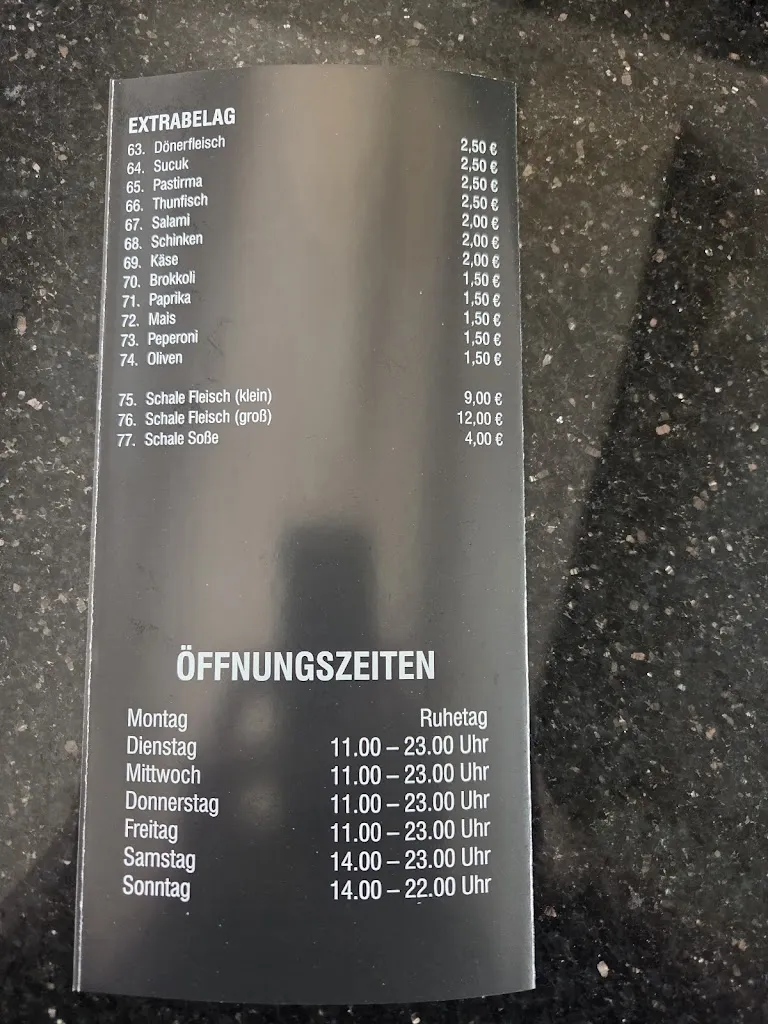 EXTRABELAG
63. Dönerfleisch 2,50 €
64. Sucuk 2,50 €
65. Pastirma 2,50 €
66. Thunfisch 2,50 €
67. Salami 2,00 €
68. Schinken 2,00 €
69. Käse 2,00 €
70. Brokkoli 1,50 €
71. Paprika 1,50 €
72. Mais 1,50 €
73. Peperoni 1,50 €
74. Oliven 1,50 €
75. Schale Fleisch (klein) 9,00 €
76. Schale Fleisch (groß) 12,00 €
77. Schale Soße 4,00 €
ÖFFNUNGSZEITEN
Montag Ruhetag
Dienstag 11.00 – 23.00 Uhr
Mittwoch 11.00 – 23.00 Uhr
Donnerstag 11.00 – 23.00 Uhr
Freitag 11.00 – 23.00 Uhr
Samstag 14.00 – 23.00 Uhr
Sonntag 14.00 – 22.00 Uhr